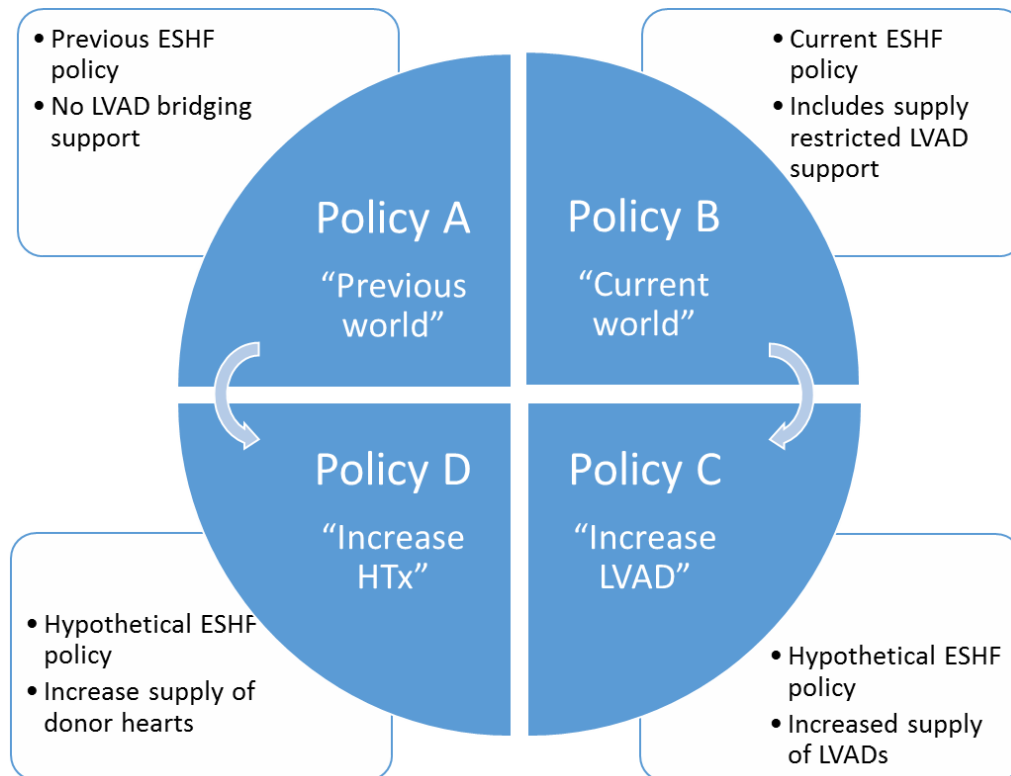 • Previous ESHF
policy
• No LVAD bridging
support
• Current ESHF
policy
• Includes supply
restricted LVAD
support
Policy A
“Previous
world”
Policy B
“Current
world”
Policy D
“Increase
HTx”
Policy C
“Increase
LVAD”
• Hypothetical ESHF
policy
• Increase supply of
donor hearts
• Hypothetical ESHF
policy
• Increased supply
of LVADs